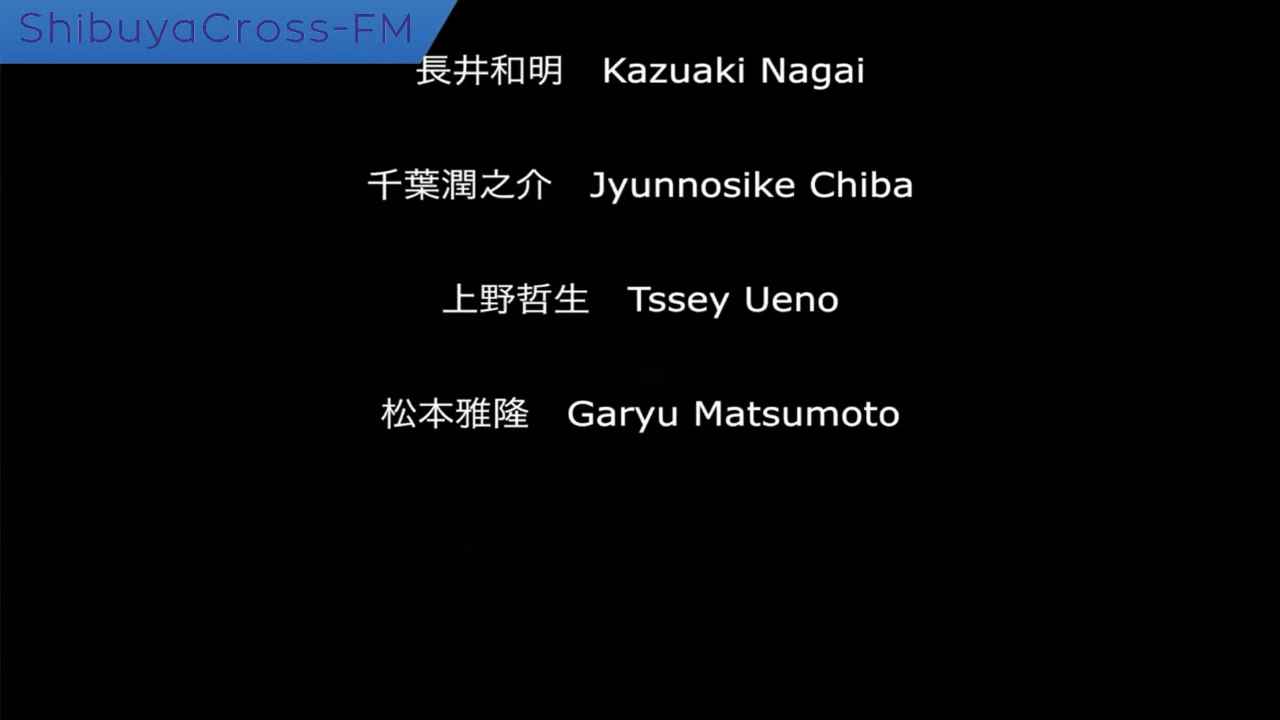 ShibuyaCross-FM
長井和明　Kazuaki Nagai
千葉潤之介　Jyunnosike Chiba
上野哲生　Tssey Ueno
松本雅隆　Garyu Matsumoto